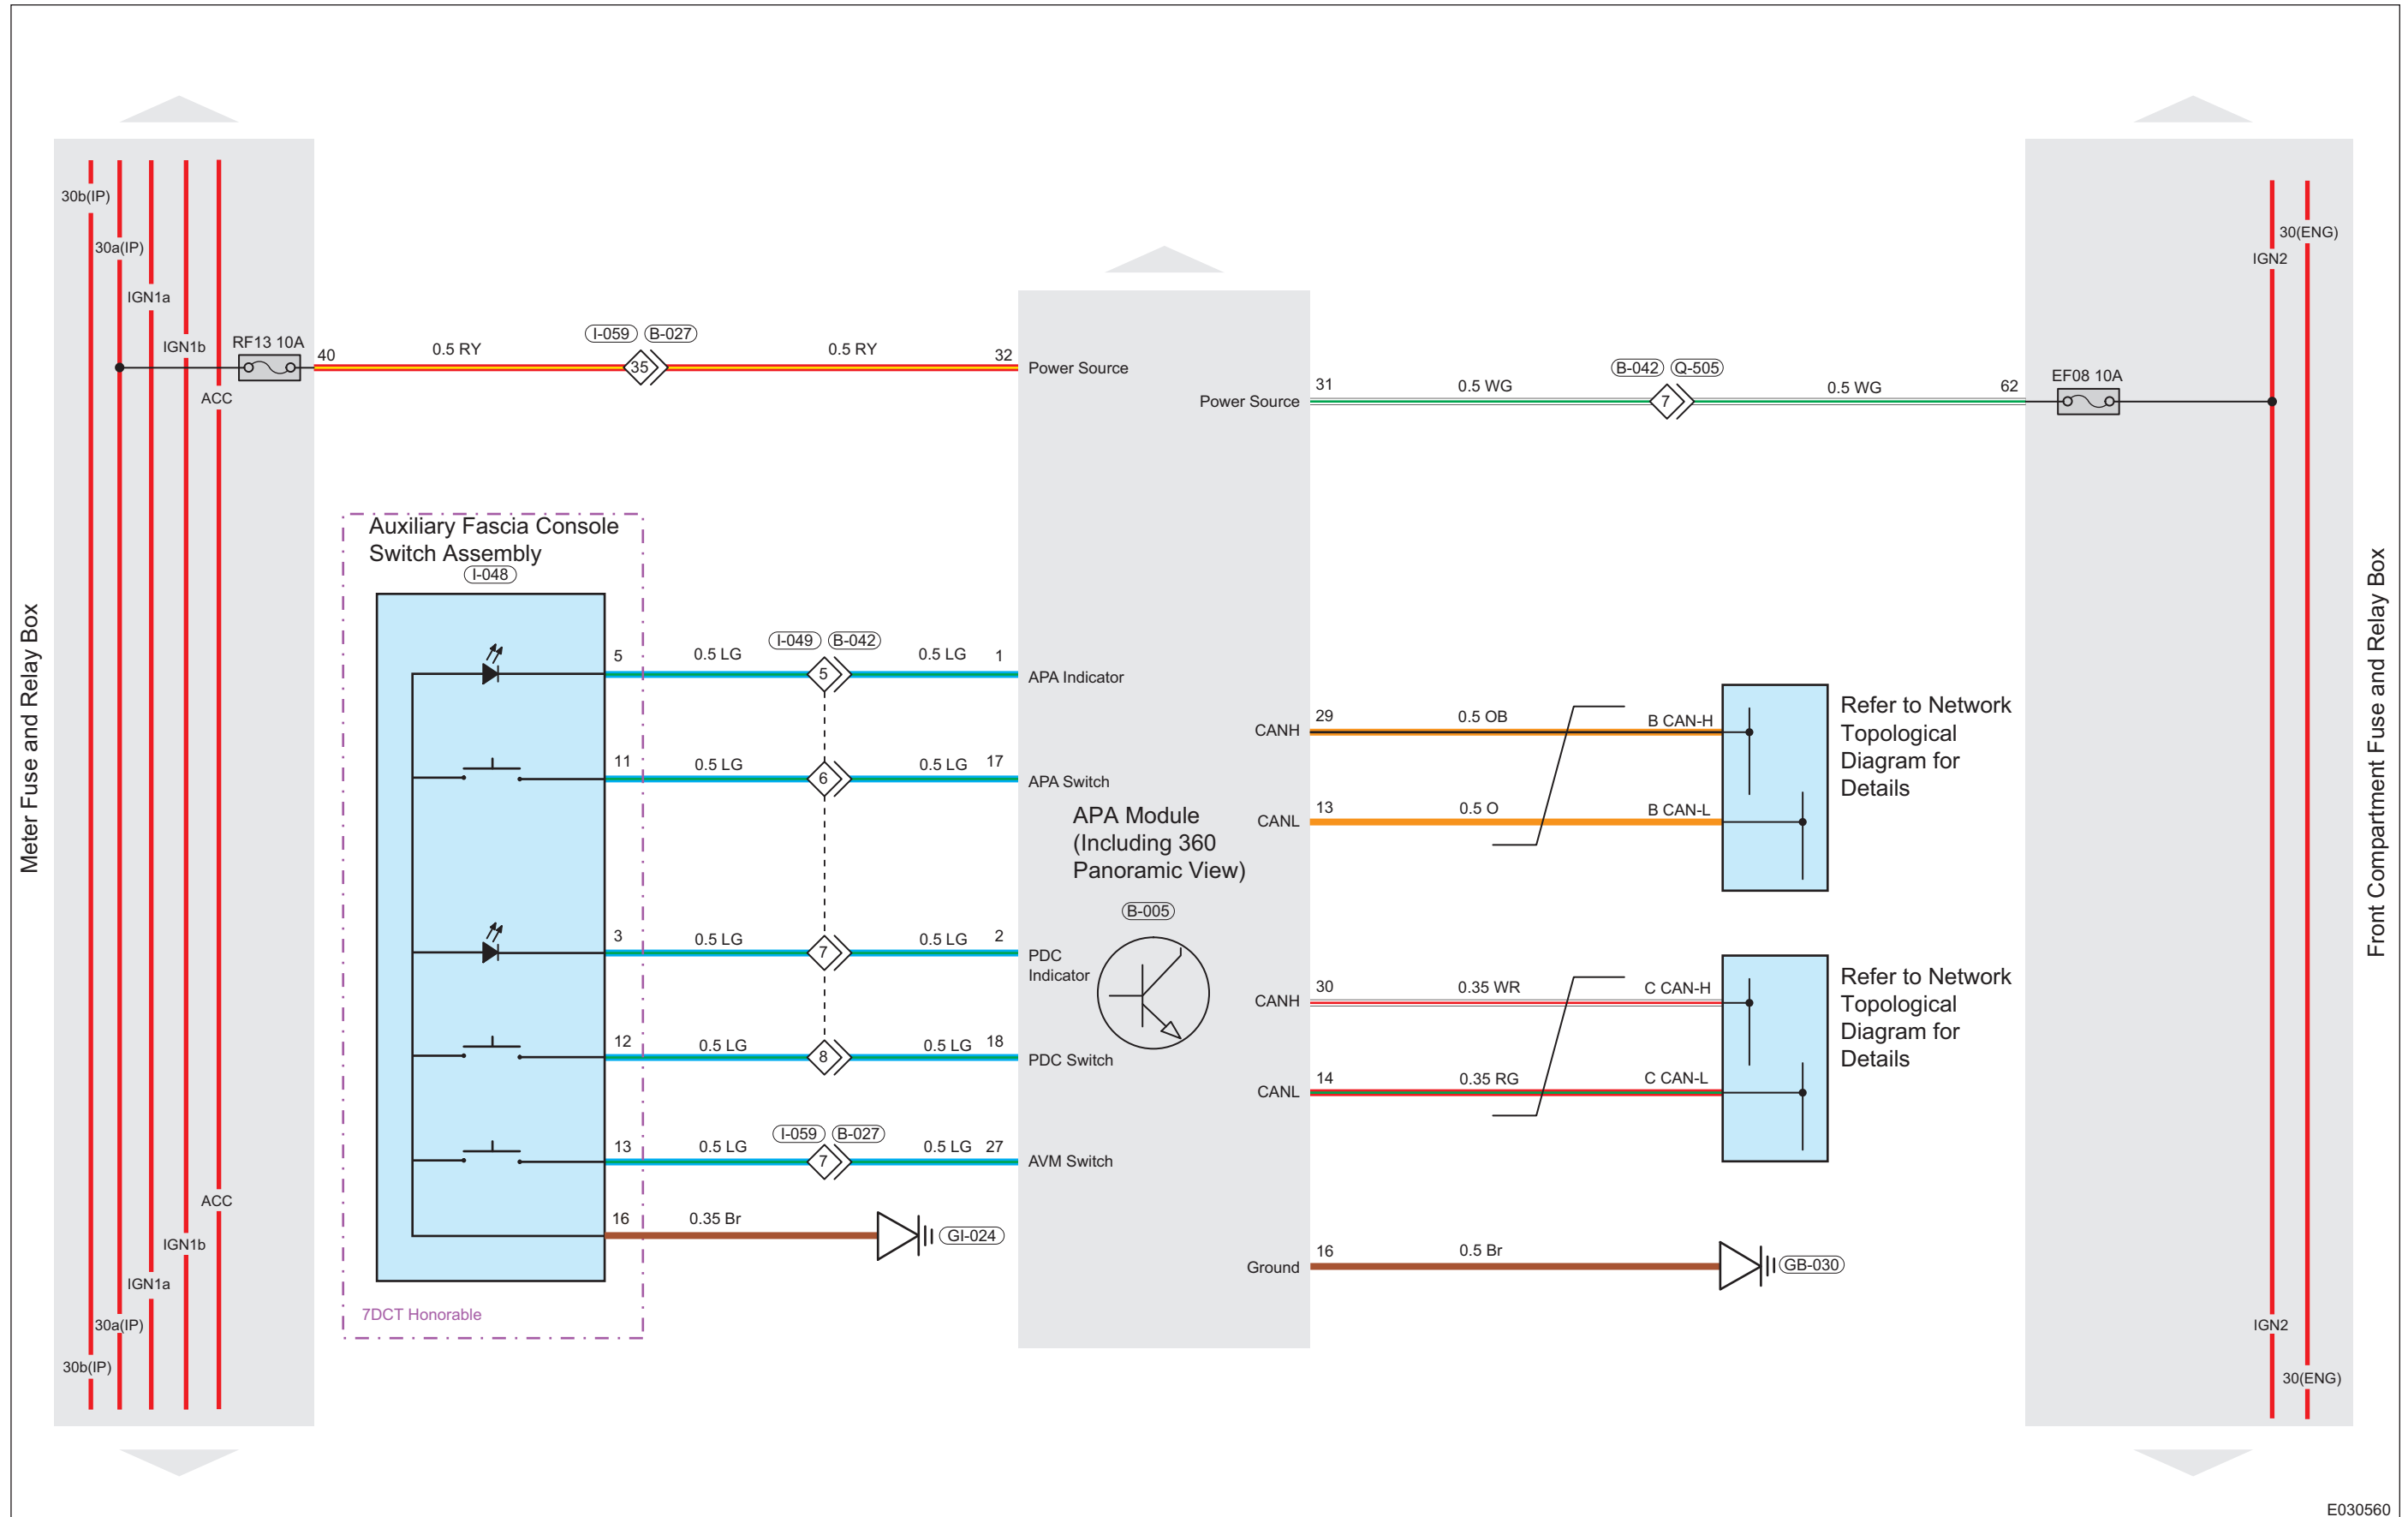 30b(IP)
30a(IP)
IGN1a
IGN1b
ACC
RF13 10A
40
0.5 RY
I-059 B-027
35
0.5 RY
32
Power Source
Power Source
31
0.5 WG
B-042 Q-505
7
0.5 WG
62
EF08 10A
IGN2
30(ENG)
Meter Fuse and Relay Box
Front Compartment Fuse and Relay Box
Auxiliary Fascia Console
Switch Assembly
I-048
5
0.5 LG
I-049 B-042
5
0.5 LG
1
APA Indicator
11
0.5 LG
6
0.5 LG
17
APA Switch
3
0.5 LG
7
0.5 LG
2
PDC
Indicator
12
0.5 LG
8
0.5 LG
18
PDC Switch
13
0.5 LG
I-059 B-027
7
0.5 LG
27
AVM Switch
16
0.35 Br
GI-024
7DCT Honorable
APA Module
(Including 360
Panoramic View)
B-005
CANH
29
0.5 OB
B CAN-H
CANL
13
0.5 O
B CAN-L
Refer to Network
Topological
Diagram for
Details
CANH
30
0.35 WR
C CAN-H
CANL
14
0.35 RG
C CAN-L
Refer to Network
Topological
Diagram for
Details
Ground
16
0.5 Br
GB-030
ACC
IGN1b
IGN1a
30a(IP)
30b(IP)
IGN2
30(ENG)
E030560